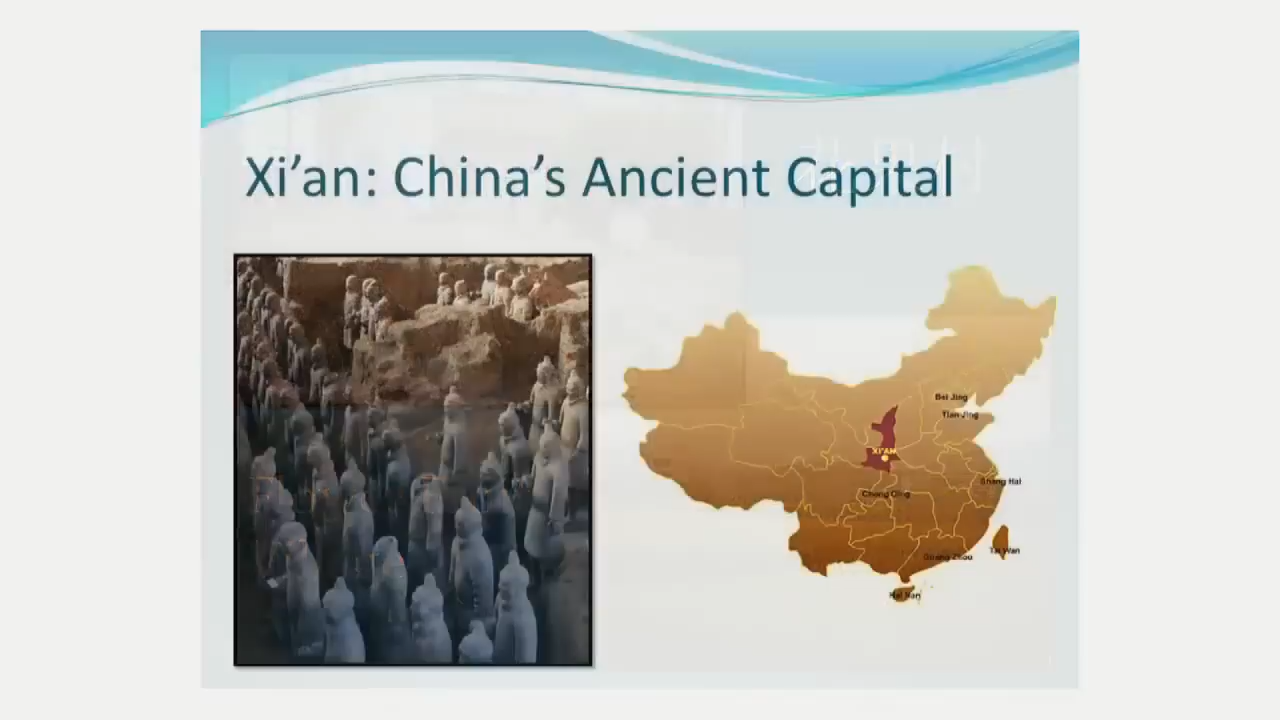 Xi’an: China’s Ancient Capital
Bei Jing
Tian Jing
XI'AN
Shang Hai
Chong Qing
Tai Wan
Guang Zhou
Hai Nan